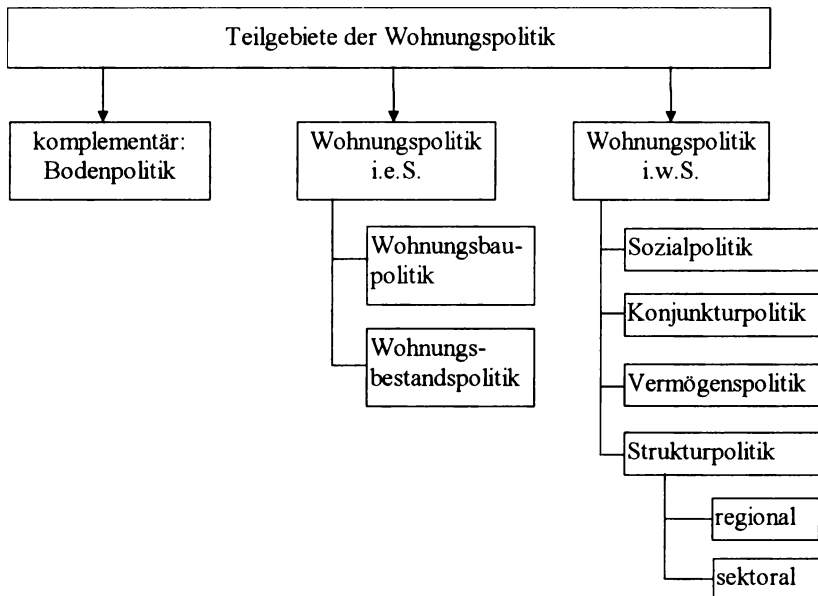 Teilgebiete der Wohnungspolitik
komplementär:
Bodenpolitik
Wohnungspolitik
i.e.S.
Wohnungsbau-
politik
Wohnungs-
bestandspolitik
Wohnungspolitik
i.w.S.
Sozialpolitik
Konjunkturpolitik
Vermögenspolitik
Strukturpolitik
regional
sektoral